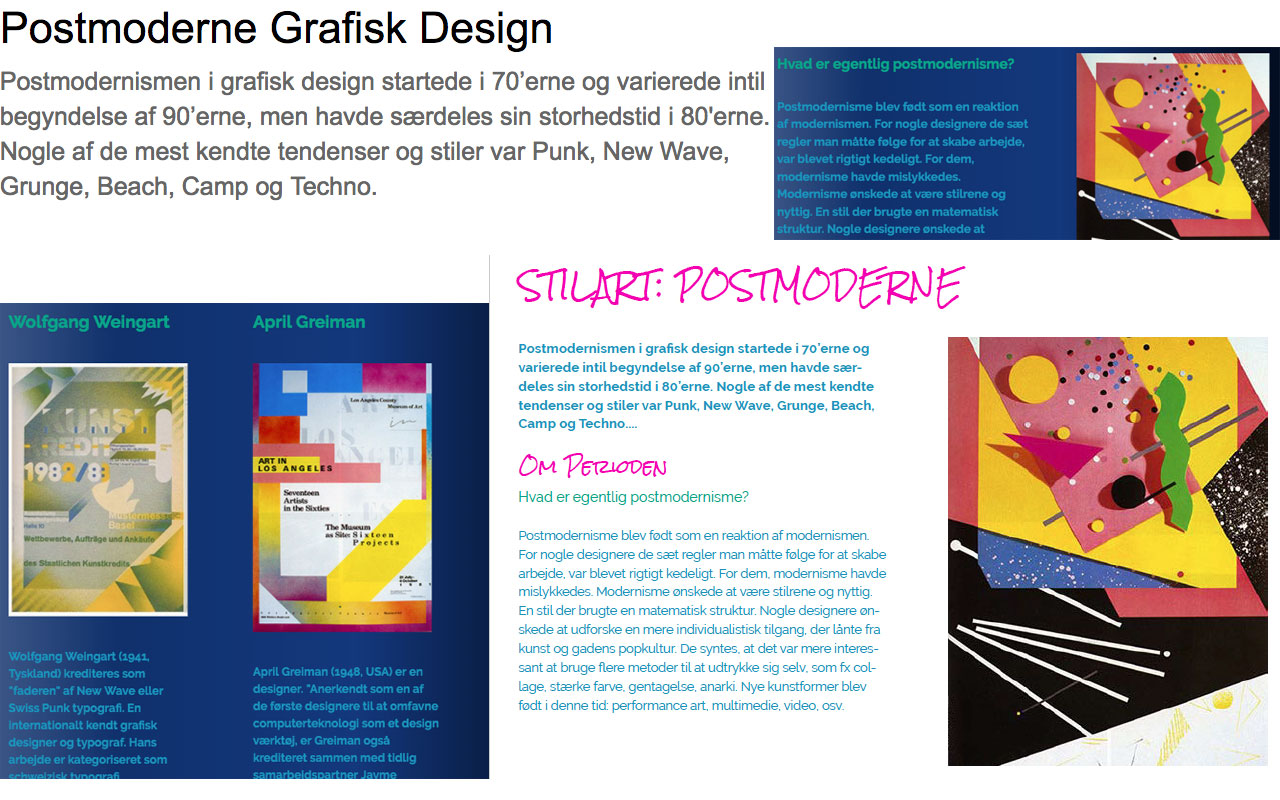 Postmoderne Grafisk Design
Postmodernismen i grafisk design startede i 70’erne og varierede intil
begyndelse af 90’erne, men havde særdeles sin storhedstid i 80'erne.
Nogle af de mest kendte tendenser og stiler var Punk, New Wave,
Grunge, Beach, Camp og Techno.
Hvad er egentlig postmodernisme?
Postmodernisme blev født som en reaktion
af modernismen. For nogle designere de sæt
regler man måtte følge for at skabe arbejde,
var blevet rigtigt kedeligt. For dem,
modernisme havde mislykkedes.
Modernisme ønskede at være stilrene og
nyttig. En stil der brugte en matematisk
struktur. Nogle designere ønskede at
Wolfgang Weingart
KUNST
KREDIT
1982/83
Mustermesse
Basel
Halle 10
Wettbewerbe, Aufträge und Ankäufe
des Staatlichen Kunstkredits
Wolfgang Weingart (1941,
Tyskland) krediteres som
"faderen" af New Wave eller
Swiss Punk typografi. En
internationalt kendt grafisk
designer og typograf. Hans
arbejde er kategoriseret som
schweizisk typografi
April Greiman
Los Angeles County
Museum of Art
ART
in
LOS
ANGELES
ART IN
LOS ANGELES
Seventeen
Artists
in the Sixties
The Museum
as Site: Sixteen
Projects
April Greiman (1948, USA) er en
designer. "Anerkendt som en af
de første designere til at omfavne
computerteknologi som et design
værktøj, er Greiman også
krediteret sammen med tidlig
samarbejdspartner Jayme
STILART: POSTMODERNE
Postmodernismen i grafisk design startede i 70’erne og
varierede intil begyndelse af 90’erne, men havde sær-
deles sin storhedstid i 80’erne. Nogle af de mest kendte
tendenser og stiler var Punk, New Wave, Grunge, Beach,
Camp og Techno....
Om Perioden
Hvad er egentlig postmodernisme?
Postmodernisme blev født som en reaktion af modernismen.
For nogle designere de sæt regler man måtte følge for at skabe
arbejde, var blevet rigtigt kedeligt. For dem, modernisme havde
mislykkedes. Modernisme ønskede at være stilrene og nyttig.
En stil der brugte en matematisk struktur. Nogle designere øn-
skede at udforske en mere individualistisk tilgang, der lånte fra
kunst og gadens popkultur. De syntes, at det var mere interes-
sant at bruge flere metoder til at udtrykke sig selv, som fx col-
lage, stærke farve, gentagelse, anarki. Nye kunstformer blev
født i denne tid: performance art, multimedie, video, osv.